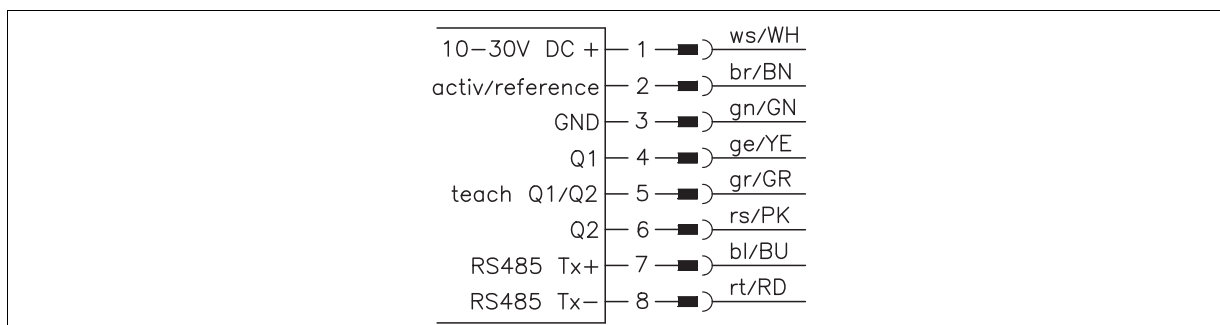 10-30V DC + 1 ws/WH
activ/reference 2 br/BN
GND 3 gn/GN
Q1 4 ge/YE
teach Q1/Q2 5 gr/GR
Q2 6 rs/PK
RS485 Tx+ 7 bl/BU
RS485 Tx- 8 rt/RD